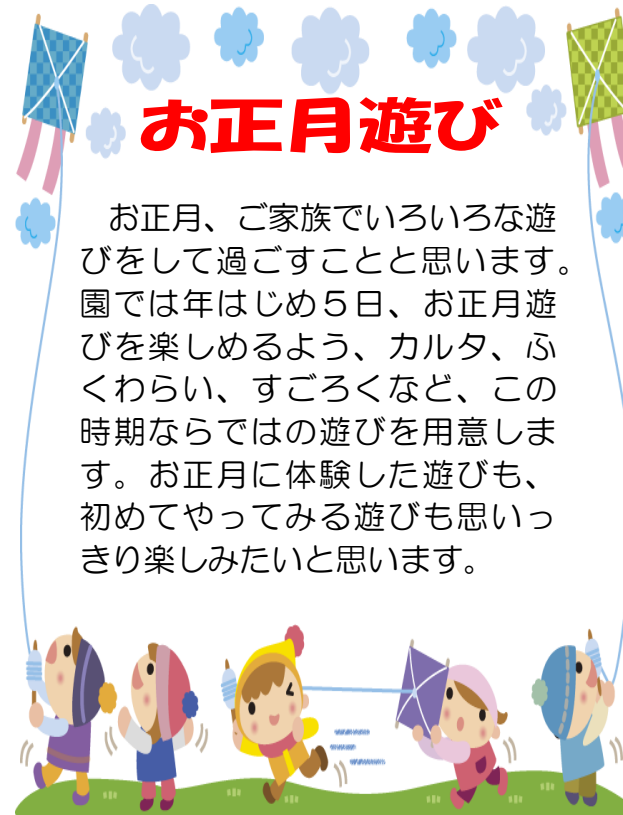 お正月遊び
お正月、ご家族でいろいろな遊
びをして過ごすことと思います。
園では年はじめ５日、お正月遊
びを楽しめるよう、カルタ、ふ
くわらい、すごろくなど、この
時期ならではの遊びを用意しま
す。お正月に体験した遊びも、
初めてやってみる遊びも思いっ
きり楽しみたいと思います。